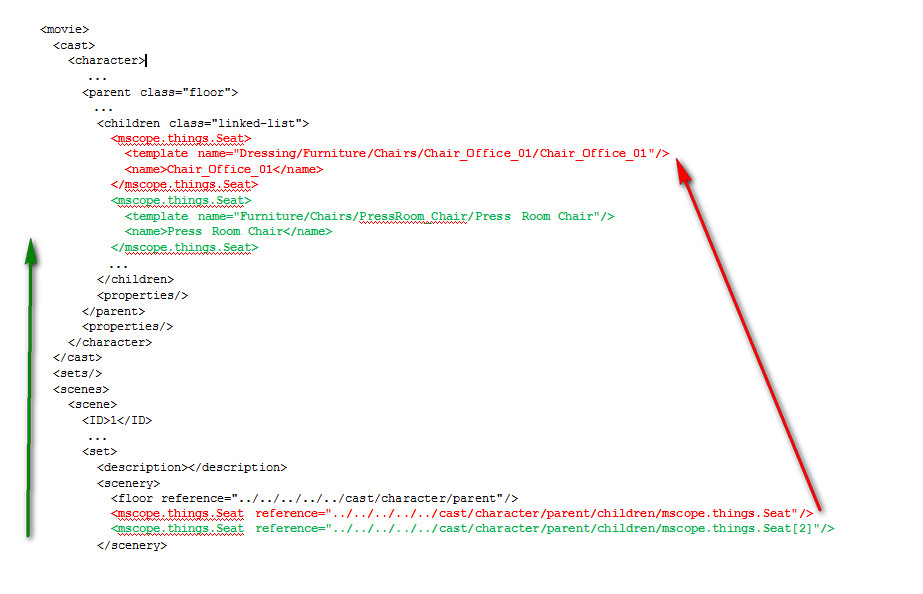 <movie>
<cast>
<character>
...
<parent class="floor">
...
<children class="linked-list">
<mscope.things.Seat>
<template name="Dressing/Furniture/Chairs/Chair_Office_01/Chair_Office_01"/>
<name>Chair_Office_01</name>
</mscope.things.Seat>
<mscope.things.Seat>
<template name="Furniture/Chairs/PressRoom_Chair/Press Room Chair"/>
<name>Press Room Chair</name>
</mscope.things.Seat>
...
</children>
<properties/>
</parent>
<properties/>
</character>
</cast>
<sets/>
<scenes>
<scene>
<ID>1</ID>
...
<set>
<description></description>
<scenery>
<floor reference="../../../../../cast/character/parent"/>
<mscope.things.Seat reference="../../../../../cast/character/parent/children/mscope.things.Seat"/>
<mscope.things.Seat reference="../../../../../cast/character/parent/children/mscope.things.Seat[2]"/>
</scenery>